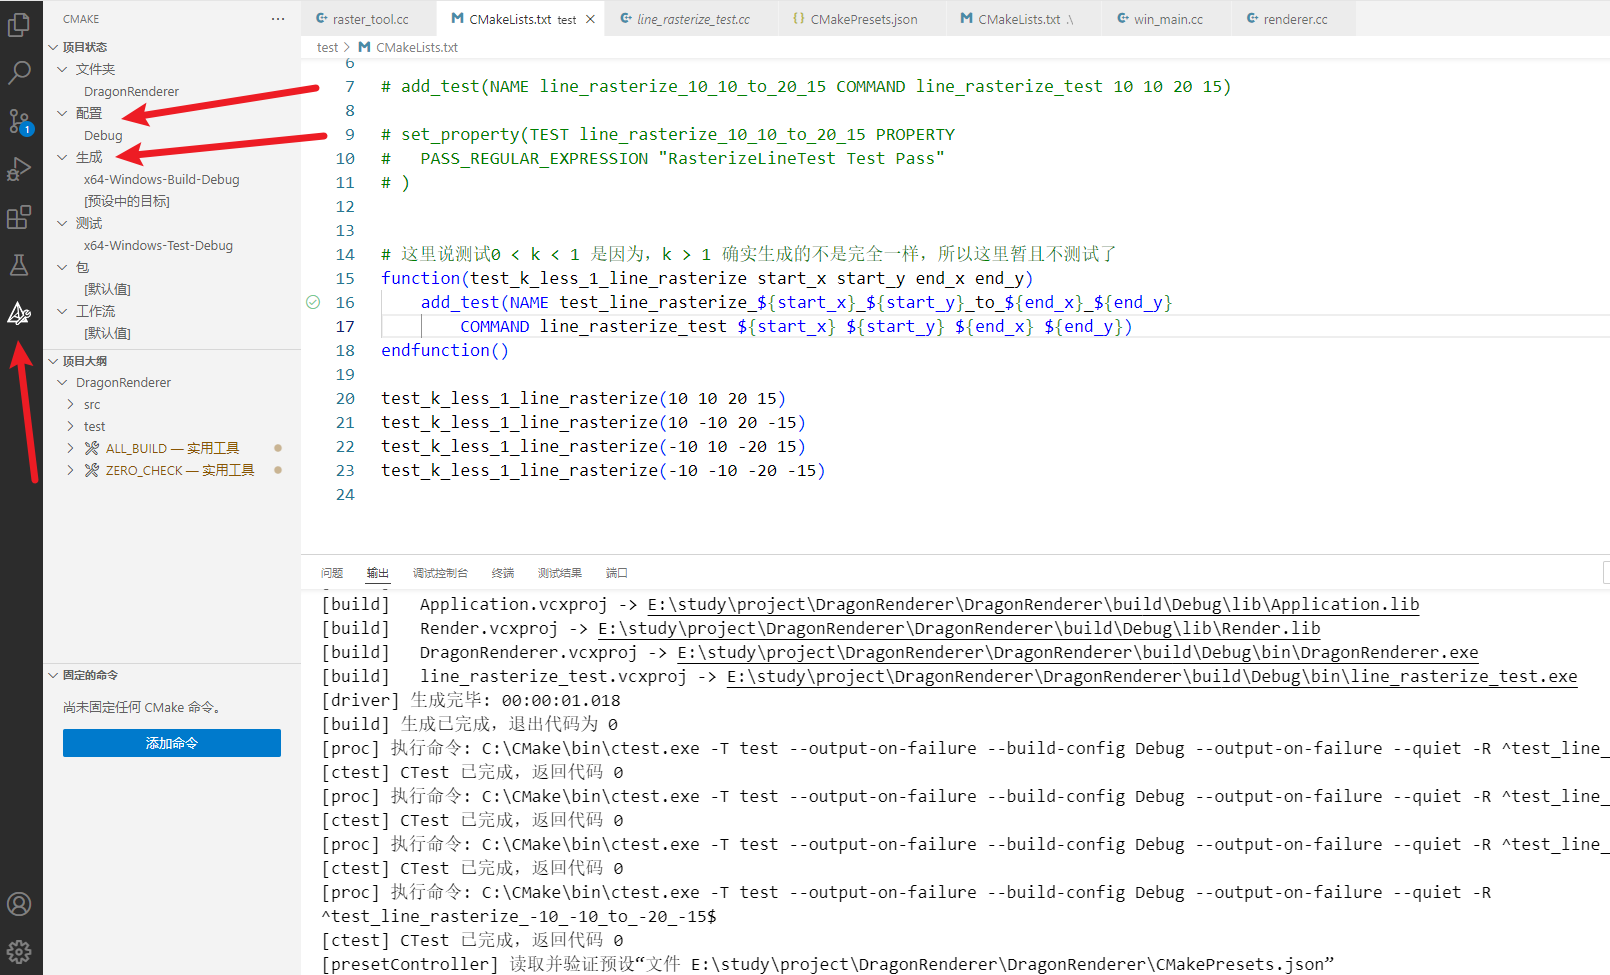 CMAKE
···
raster_tool.cc
CMakeLists.txt test
line_rasterize_test.cc
CMakePresets.json
CMakeLists.txt .\
win_main.cc
renderer.cc
test > CMakeLists.txt
项目状态
文件夹
DragonRenderer
配置
Debug
生成
x64-Windows-Build-Debug
[预设中的目标]
测试
x64-Windows-Test-Debug
包
[默认值]
工作流
[默认值]
项目大纲
DragonRenderer
src
test
ALL_BUILD — 实用工具
ZERO_CHECK — 实用工具
固定的命令
尚未固定任何 CMake 命令。
添加命令
1
6
7 # add_test(NAME line_rasterize_10_10_to_20_15 COMMAND line_rasterize_test 10 10 20 15)
8
9 # set_property(TEST line_rasterize_10_10_to_20_15 PROPERTY
10 #   PASS_REGULAR_EXPRESSION "RasterizeLineTest Test Pass"
11 # )
12
13
14 # 这里说测试0 < k < 1 是因为，k > 1 确实生成的不是完全一样，所以这里暂且不测试了
15 function(test_k_less_1_line_rasterize start_x start_y end_x end_y)
16     add_test(NAME test_line_rasterize_${start_x}_${start_y}_to_${end_x}_${end_y}
17         COMMAND line_rasterize_test ${start_x} ${start_y} ${end_x} ${end_y})
18 endfunction()
19
20 test_k_less_1_line_rasterize(10 10 20 15)
21 test_k_less_1_line_rasterize(10 -10 20 -15)
22 test_k_less_1_line_rasterize(-10 10 -20 15)
23 test_k_less_1_line_rasterize(-10 -10 -20 -15)
24
问题 输出 调试控制台 终端 测试结果 端口
[build]   Application.vcxproj -> E:\study\project\DragonRenderer\DragonRenderer\build\Debug\lib\Application.lib
[build]   Render.vcxproj -> E:\study\project\DragonRenderer\DragonRenderer\build\Debug\lib\Render.lib
[build]   DragonRenderer.vcxproj -> E:\study\project\DragonRenderer\DragonRenderer\build\Debug\bin\DragonRenderer.exe
[build]   line_rasterize_test.vcxproj -> E:\study\project\DragonRenderer\DragonRenderer\build\Debug\bin\line_rasterize_test.exe
[driver] 生成完毕: 00:00:01.018
[build] 生成已完成，退出代码为 0
[proc] 执行命令: C:\CMake\bin\ctest.exe -T test --output-on-failure --build-config Debug --output-on-failure --quiet -R ^test_line_
[ctest] CTest 已完成，返回代码 0
[proc] 执行命令: C:\CMake\bin\ctest.exe -T test --output-on-failure --build-config Debug --output-on-failure --quiet -R ^test_line_
[ctest] CTest 已完成，返回代码 0
[proc] 执行命令: C:\CMake\bin\ctest.exe -T test --output-on-failure --build-config Debug --output-on-failure --quiet -R ^test_line_
[ctest] CTest 已完成，返回代码 0
[proc] 执行命令: C:\CMake\bin\ctest.exe -T test --output-on-failure --build-config Debug --output-on-failure --quiet -R
^test_line_rasterize_-10_-10_to_-20_-15$
[ctest] CTest 已完成，返回代码 0
[presetController] 读取并验证预设“文件 E:\study\project\DragonRenderer\DragonRenderer\CMakePresets.json”